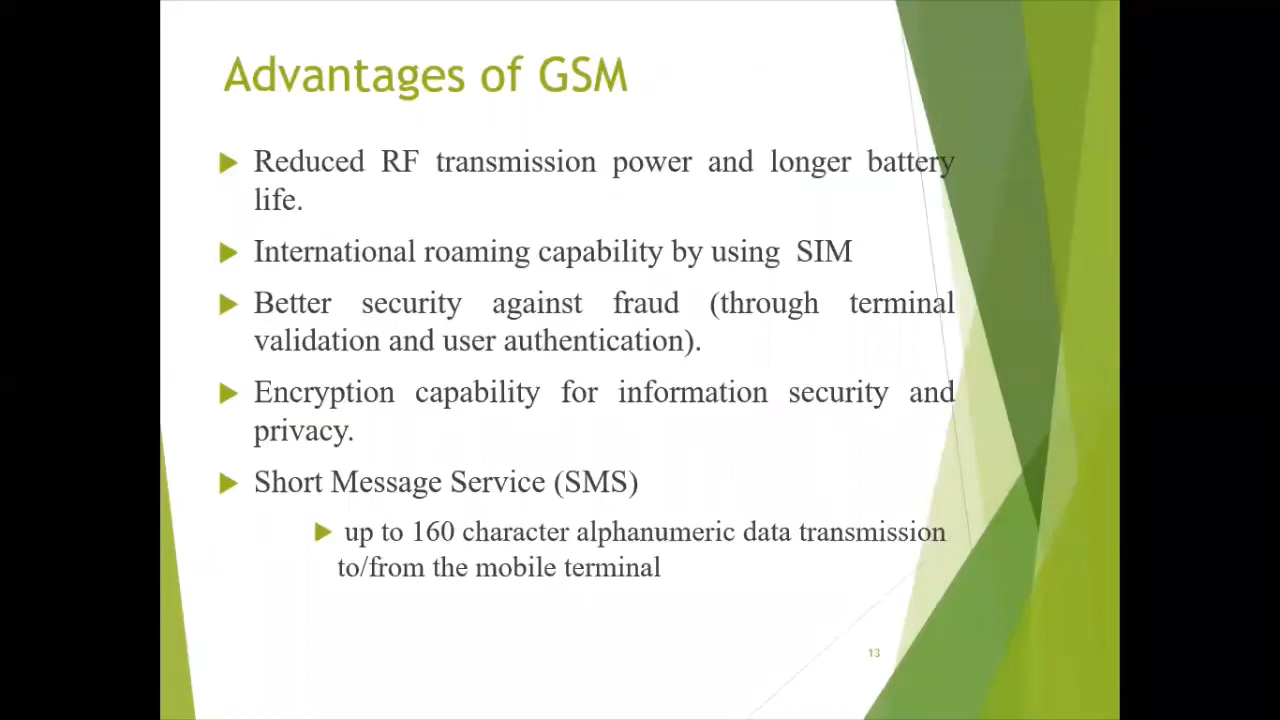 Advantages of GSM
Reduced RF transmission power and longer battery
life.
International roaming capability by using SIM
Better security against fraud (through terminal
validation and user authentication).
Encryption capability for information security and
privacy.
Short Message Service (SMS)
up to 160 character alphanumeric data transmission
to/from the mobile terminal
13